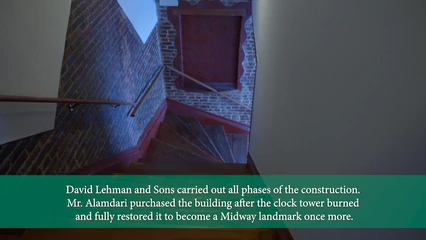 David Lehman and Sons carried out all phases of the construction.
Mr. Alamdari purchased the building after the clock tower burned
and fully restored it to become a Midway landmark once more.